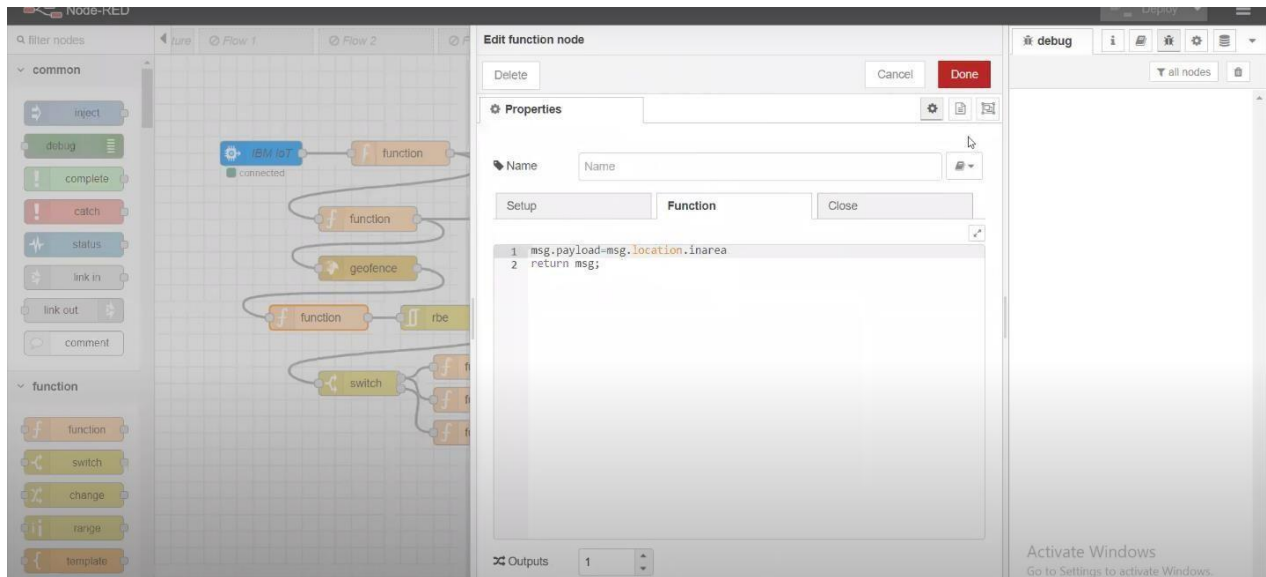 Node-RED
Deploy
filter nodes
ture
Flow 1
Flow 2
F
Edit function node
debug
i
common
Delete
Cancel
Done
all nodes
Properties
inject
debug
IBM IoT
function
connected
Name
Name
complete
catch
function
Setup
Function
Close
status
1 msg.payload=msg.location.inarea
2 return msg;
geofence
link in
link out
function
rbe
comment
switch
f
function
function
switch
change
range
Outputs
1
template
Activate Windows
Go to Settings to activate Windows.